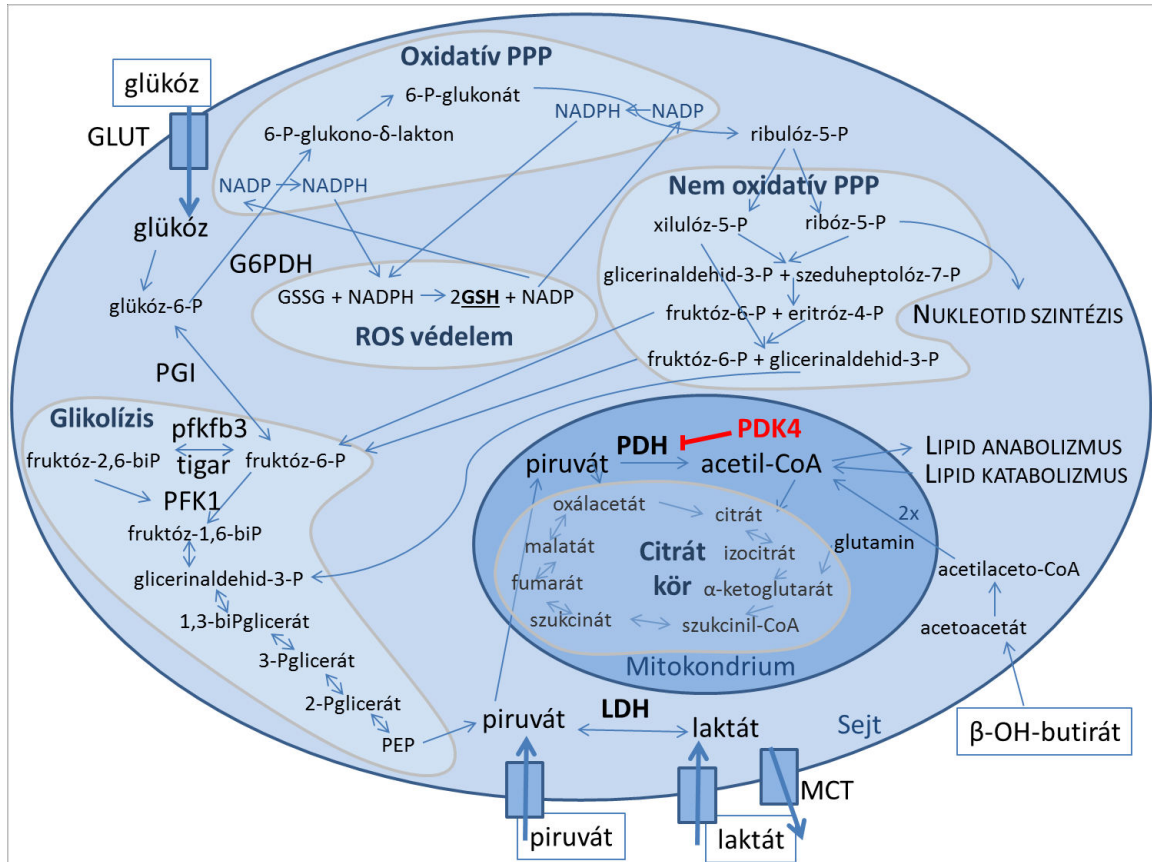 Oxidatív PPP
glükóz
6-P-glukonát
NADPH
NADP
GLUT
6-P-glukono-δ-lakton
ribulóz-5-P
NADP
NADPH
Nem oxidatív PPP
glükóz
xilulóz-5-P
ribóz-5-P
G6PDH
glicerinaldehid-3-P + szeduheptolóz-7-P
GSSG + NADPH
2GSH + NADP
glükóz-6-P
fruktóz-6-P + eritróz-4-P
NUKLEOTID SZINTÉZIS
ROS védelem
fruktóz-6-P + glicerinaldehid-3-P
PGI
Glikolízis
pfkfb3
fruktóz-2,6-biP
tigar
fruktóz-6-P
PFK1
fruktóz-1,6-biP
glicerinaldehid-3-P
1,3-biPglicerát
3-Pglicerát
2-Pglicerát
PEP
PDH
PDK4
piruvát
acetil-CoA
LIPID ANABOLIZMUS
LIPID KATABOLIZMUS
oxálacetát
citrát
2x
malatát
Citrát
kör
izocitrát
glutamin
fumarát
α-ketoglutarát
acetilaceto-CoA
szukcinát
szukcinil-CoA
acetoacetát
Mitokondrium
piruvát
LDH
laktát
Sejt
β-OH-butirát
MCT
piruvát
laktát